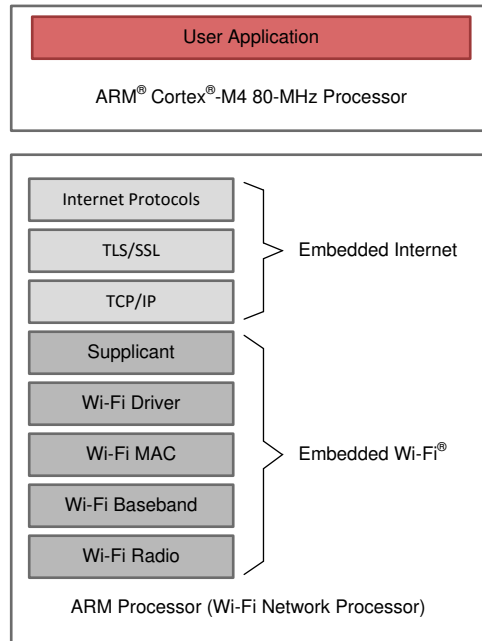 User Application
ARM® Cortex®-M4 80-MHz Processor
Internet Protocols
TLS/SSL
Embedded Internet
TCP/IP
Supplicant
Wi-Fi Driver
Wi-Fi MAC
Embedded Wi-Fi®
Wi-Fi Baseband
Wi-Fi Radio
ARM Processor (Wi-Fi Network Processor)